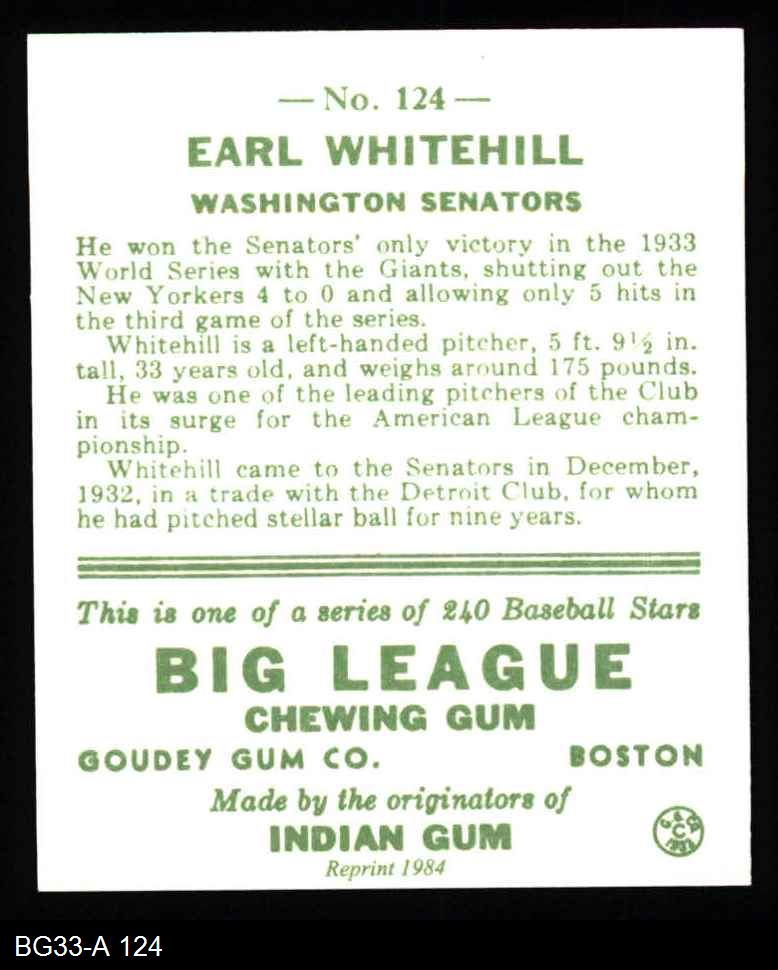 — No. 124 —
EARL WHITEHILL
WASHINGTON SENATORS
He won the Senators' only victory in the 1933
World Series with the Giants, shutting out the
New Yorkers 4 to 0 and allowing only 5 hits in
the third game of the series.
Whitehill is a left-handed pitcher, 5 ft. 9½ in.
tall, 33 years old, and weighs around 175 pounds.
He was one of the leading pitchers of the Club
in its surge for the American League cham-
pionship.
Whitehill came to the Senators in December,
1932, in a trade with the Detroit Club, for whom
he had pitched stellar ball for nine years.
This is one of a series of 240 Baseball Stars
BIG LEAGUE
CHEWING GUM
GOUDEY GUM CO. BOSTON
Made by the originators of
INDIAN GUM
Reprint 1984
C
BG33-A 124